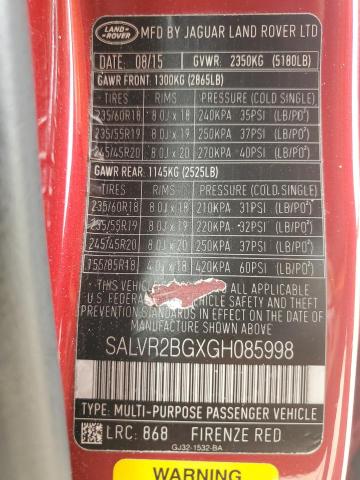 LAND ROVER MFD BY JAGUAR LAND ROVER LTD
DATE: 08/15 GVWR: 2350KG (5180LB)
GAWR FRONT: 1300KG (2865LB)
TIRES RIMS PRESSURE (COLD SINGLE)
235/60R18 8.0J x 18 240KPA 35PSI (LB/PO²)
235/55R19 8.0J x 19 250KPA 37PSI (LB/PO²)
245/45R20 8.0J x 20 270KPA 40PSI (LB/PO²)
GAWR REAR: 1145KG (2525LB)
TIRES RIMS PRESSURE (COLD SINGLE)
235/60R18 8.0J x 18 210KPA 31PSI (LB/PO²)
235/55R19 8.0J x 19 220KPA 32PSI (LB/PO²)
245/45R20 8.0J x 20 250KPA 37PSI (LB/PO²)
T55/85R18 4.0J x 18 420KPA 60PSI (LB/PO²)
THIS VEHICLE ALL APPLICABLE
U.S FEDERAL VEHICLE SAFETY, BUMPER AND THEFT
PREVENTION STANDARDS IN EFFECT ON THE DATE OF
MANUFACTURE SHOWN ABOVE
SALVR2BGXGH085998
TYPE: MULTI-PURPOSE PASSENGER VEHICLE
LRC: 868 FIRENZE RED
GJ32-1532-BA
WARNING